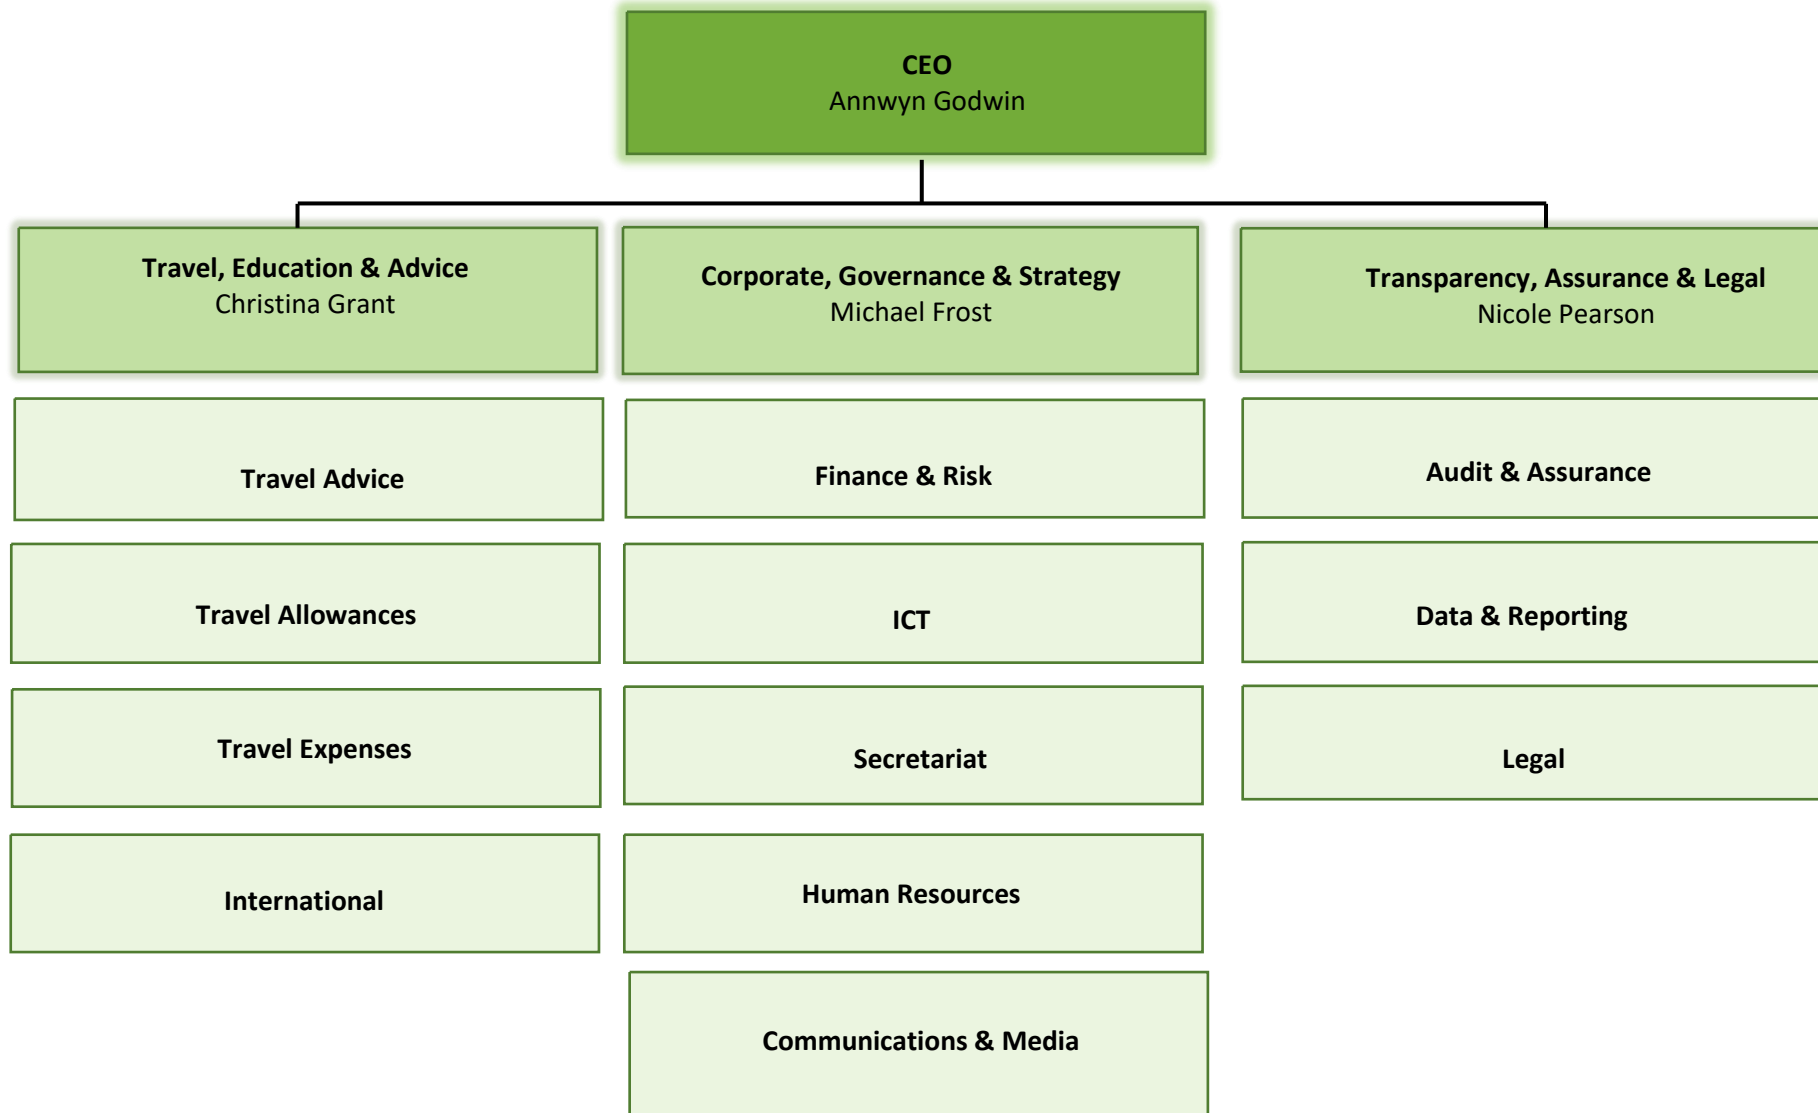 CEO
Annwyn Godwin
Travel, Education & Advice
Christina Grant
Corporate, Governance & Strategy
Michael Frost
Transparency, Assurance & Legal
Nicole Pearson
Travel Advice
Finance & Risk
Audit & Assurance
Travel Allowances
ICT
Data & Reporting
Travel Expenses
Secretariat
Legal
International
Human Resources
Communications & Media